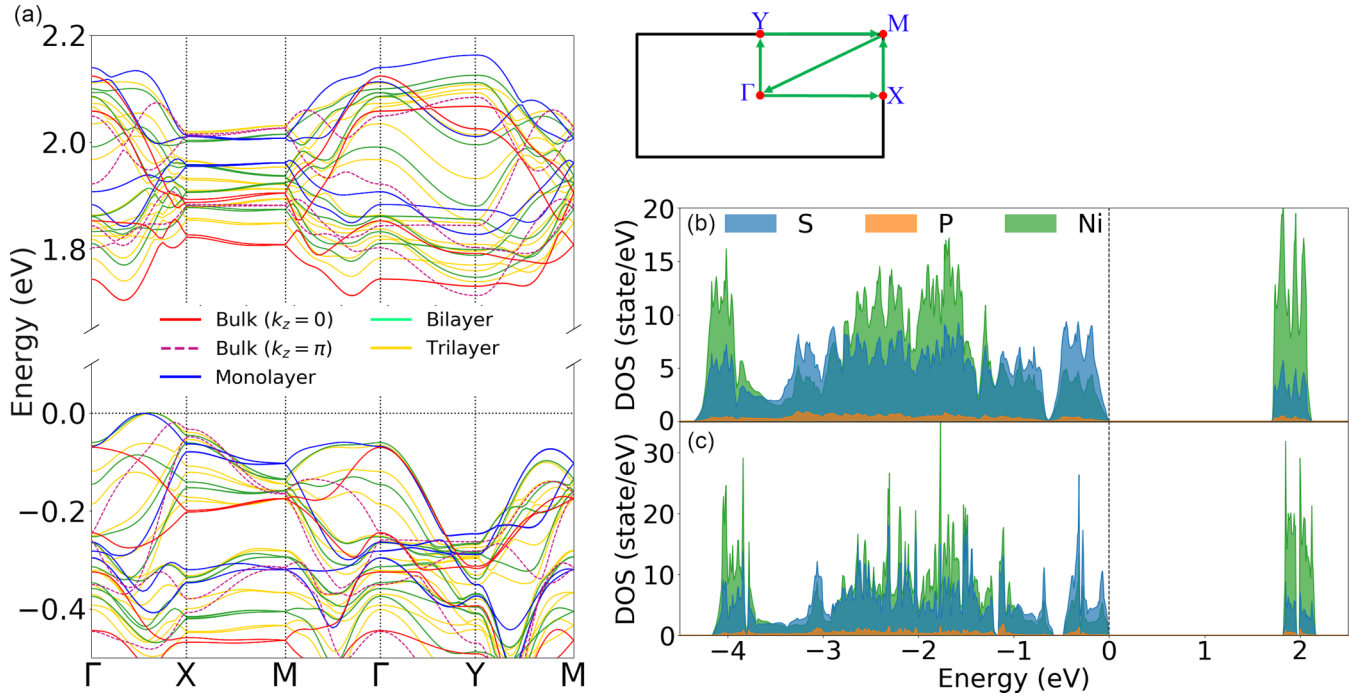 (a)
2.2
2.0
1.8
0.0
−0.2
−0.4
Energy (eV)
Energy (eV)
Bulk (k_z = 0)
Bulk (k_z = π)
Monolayer
Bilayer
Trilayer
Γ X M Γ Y M
Y M
Γ X
(b)
S P Ni
20
15
10
5
0
DOS (state/eV)
(c)
30
20
10
0
DOS (state/eV)
−4 −3 −2 −1 0 1 2
Energy (eV)